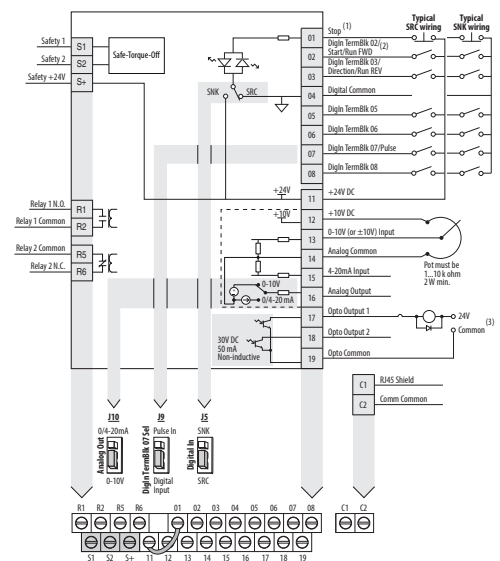 Typical SRC wiring
Typical SNK wiring
Safety 1
S1
Safety 2
S2
Safety +24V
S+
Safe-Torque-Off
SNK
SRC
01
Stop (1)
02
DigIn TermBlk 02/(2)
Start/Run FWD
03
DigIn TermBlk 03/
Direction/Run REV
04
Digital Common
05
DigIn TermBlk 05
06
DigIn TermBlk 06
07
DigIn TermBlk 07/Pulse
08
DigIn TermBlk 08
+24V
11
+24V DC
+10V
12
+10V DC
13
0-10V (or ±10V) Input
14
Analog Common
15
4-20mA Input
16
Analog Output
Pot must be
1...10 k ohm
2 W min.
Relay 1 N.O.
R1
Relay 1 Common
R2
Relay 2 Common
R5
Relay 2 N.C.
R6
0-10V
0/4-20 mA
17
Opto Output 1
18
Opto Output 2
19
Opto Common
24V
Common (3)
30V DC
50 mA
Non-inductive
C1
RJ45 Shield
C2
Comm Common
J10
0/4-20mA
Analog Out
0-10V
J9
Pulse In
DigIn TermBlk 07 Sel
Digital
Input
J5
SNK
Digital In
SRC
R1 R2 R5 R6 01 02 03 04 05 06 07 08 C1 C2
S1 S2 S+ 11 12 13 14 15 16 17 18 19